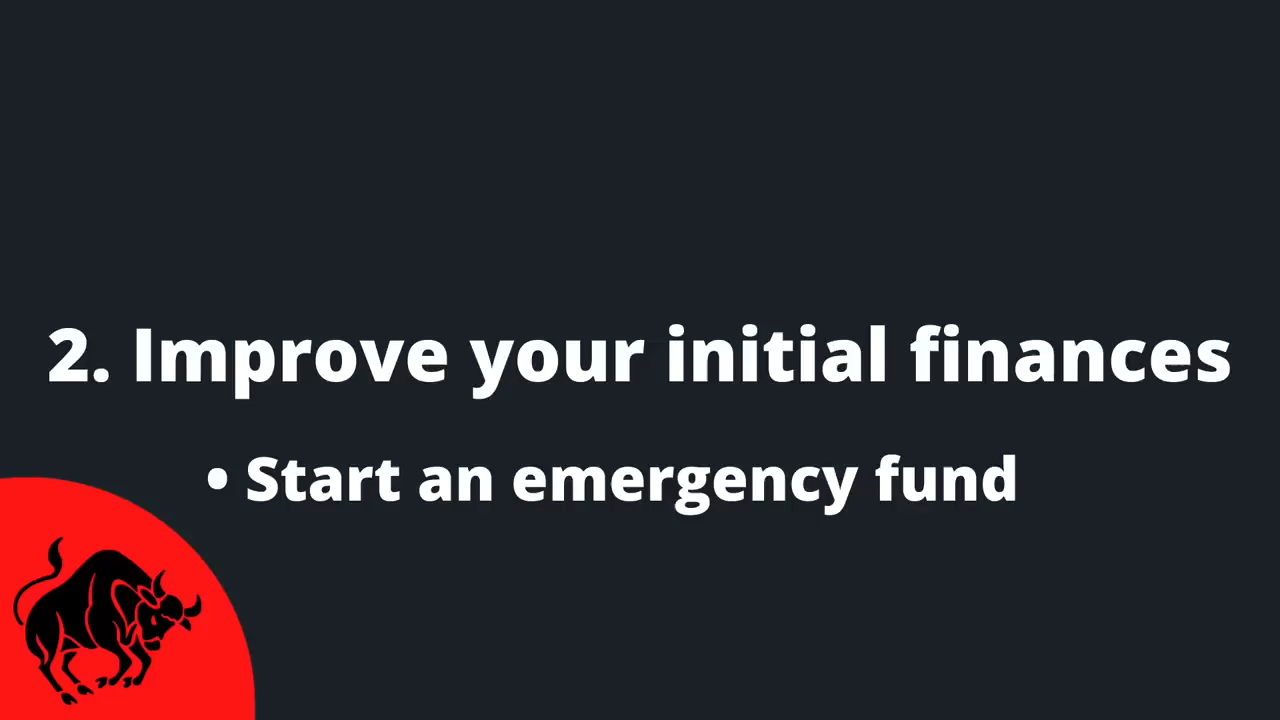 2. Improve your initial finances
• Start an emergency fund